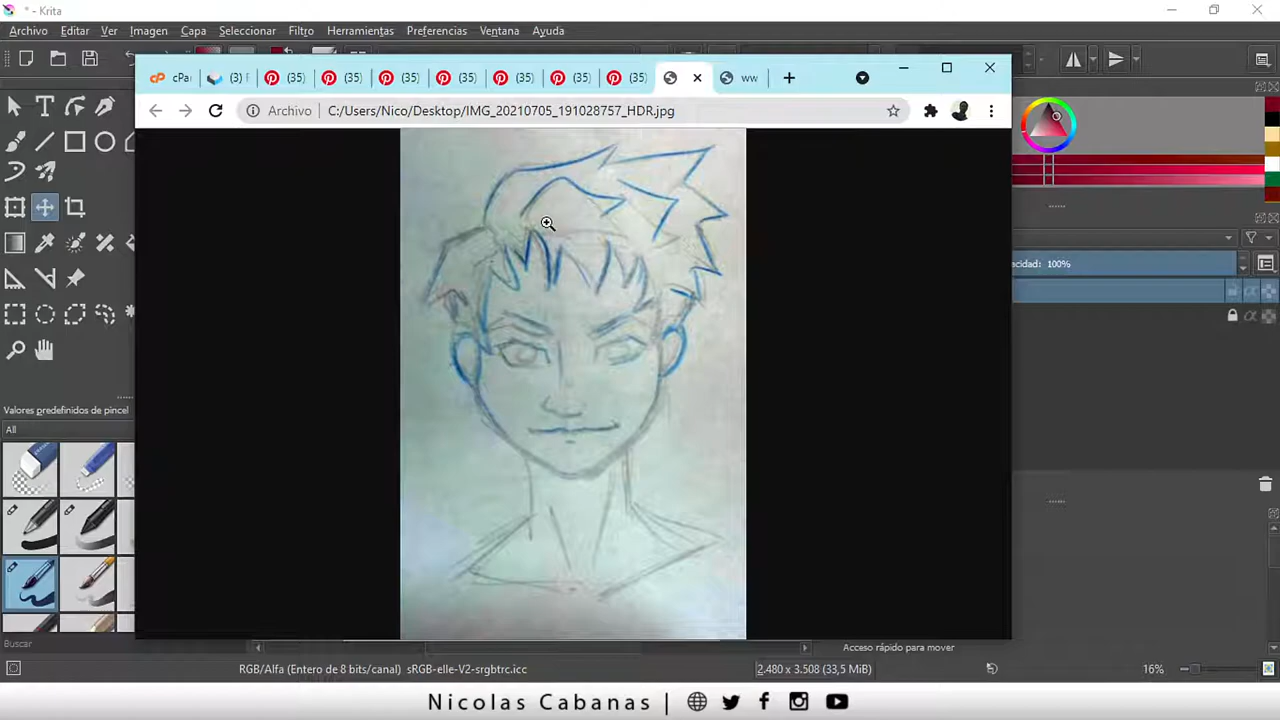 * - Krita
Archivo Editar Ver Imagen Capa Seleccionar Filtro Herramientas Preferencias Ventana Ayuda
cPa (3) (35) (35) (35) (35) (35) (35) (35) ww
Archivo C:/Users/Nico/Desktop/IMG_20210705_191028757_HDR.jpg
100%
Valores predefinidos de pincel
All
Buscar
Acceso rápido para mover
RGB/Alfa (Entero de 8 bits/canal) sRGB-elle-V2-srgbtrc.icc 2.480 x 3.508 (33,5 MiB) 16%
Nicolas Cabanas |